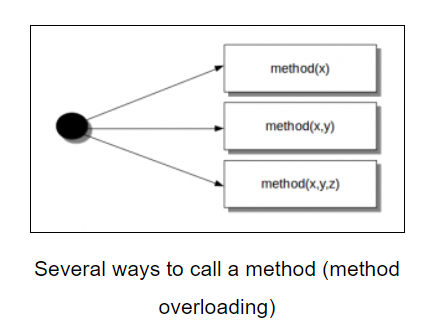 method(x)
method(x,y)
method(x,y,z)
Several ways to call a method (method
overloading)